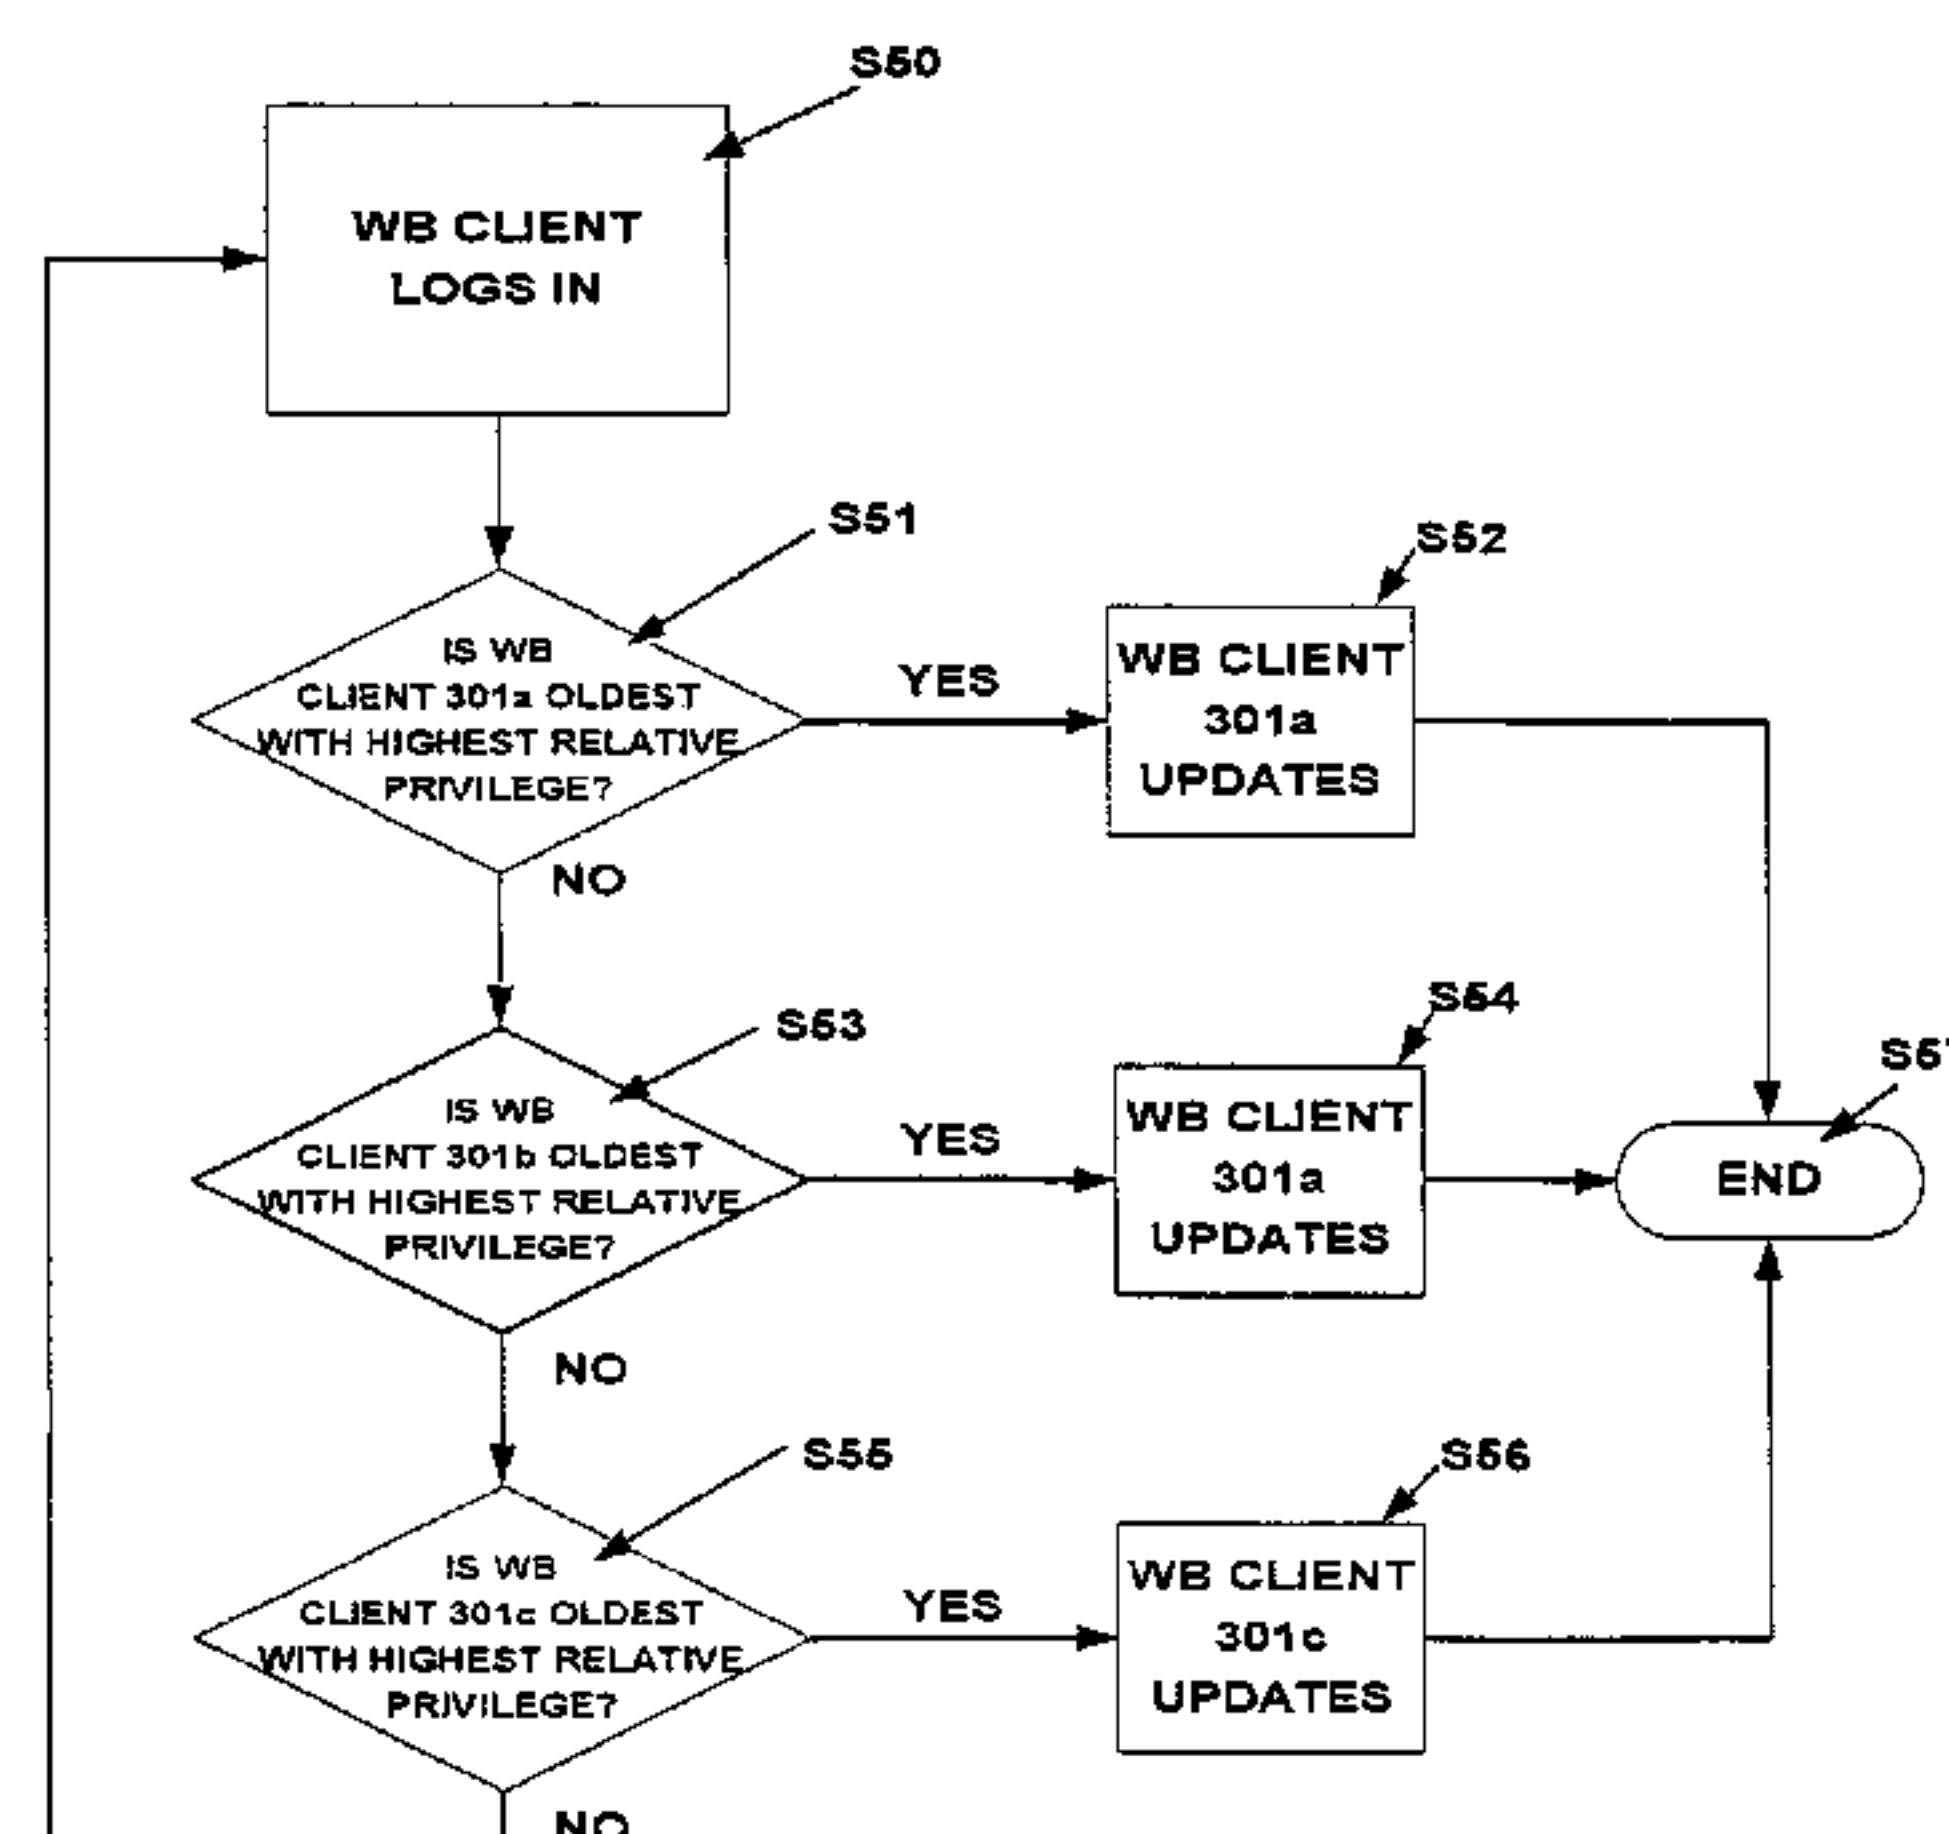 S50
WB CLIENT
LOGS IN
S51
IS WB
CLIENT 301a OLDEST
WITH HIGHEST RELATIVE
PRIVILEGE?
YES
S52
WB CLIENT
301a
UPDATES
NO
S53
IS WB
CLIENT 301b OLDEST
WITH HIGHEST RELATIVE
PRIVILEGE?
YES
S54
WB CLIENT
301a
UPDATES
END
NO
S55
IS WB
CLIENT 301c OLDEST
WITH HIGHEST RELATIVE
PRIVILEGE?
YES
S56
WB CLIENT
301c
UPDATES
NO